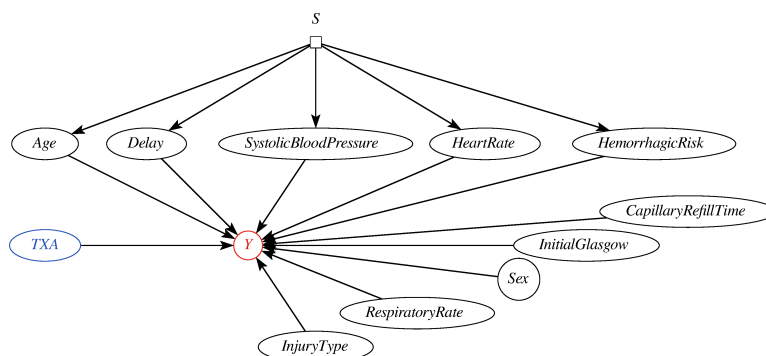 S
Age
Delay
SystolicBloodPressure
HeartRate
HemorrhagicRisk
CapillaryRefillTime
TXA
Y
InitialGlasgow
Sex
RespiratoryRate
InjuryType